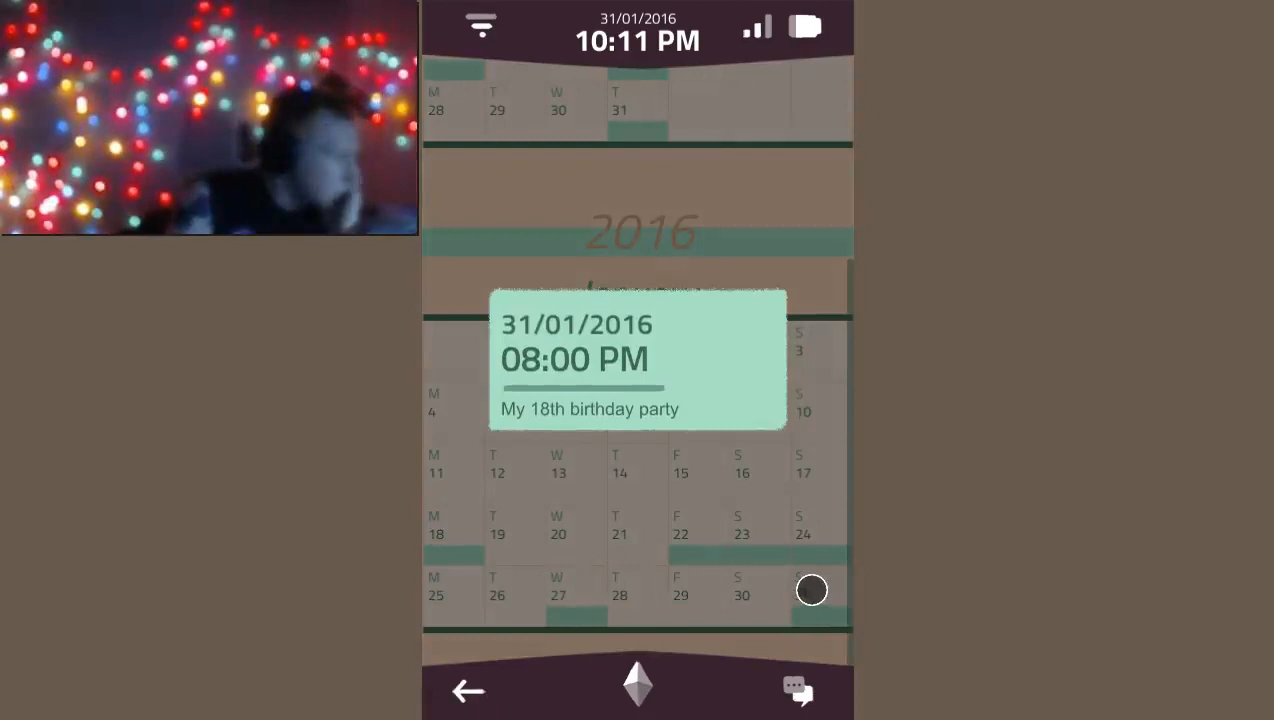 31/01/2016
10:11 PM
M T W T
28 29 30 31
2016
31/01/2016
08:00 PM
My 18th birthday party
S
3
M S
4 10
M T W T F S S
11 12 13 14 15 16 17
M T W T F S S
18 19 20 21 22 23 24
M T W T F S
25 26 27 28 29 30